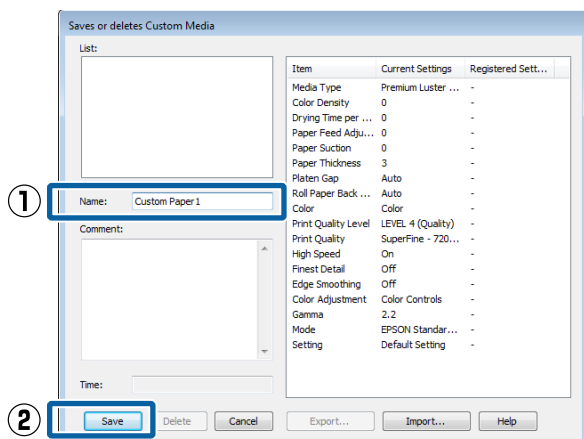 Saves or deletes Custom Media
List:
Item Current Settings Registered Sett...
Media Type Premium Luster ... -
Color Density 0 -
Drying Time per ... 0 -
Paper Feed Adju... 0 -
Paper Suction 0 -
Paper Thickness 3 -
Platen Gap Auto -
Roll Paper Back ... Auto -
Color Color -
Print Quality Level LEVEL 4 (Quality) -
Print Quality SuperFine - 720... -
High Speed On -
Finest Detail Off -
Edge Smoothing Off -
Color Adjustment Color Controls -
Gamma 2.2 -
Mode EPSON Standar... -
Setting Default Setting -
① Name: Custom Paper 1
Comment:
Time:
② Save Delete Cancel Export... Import... Help